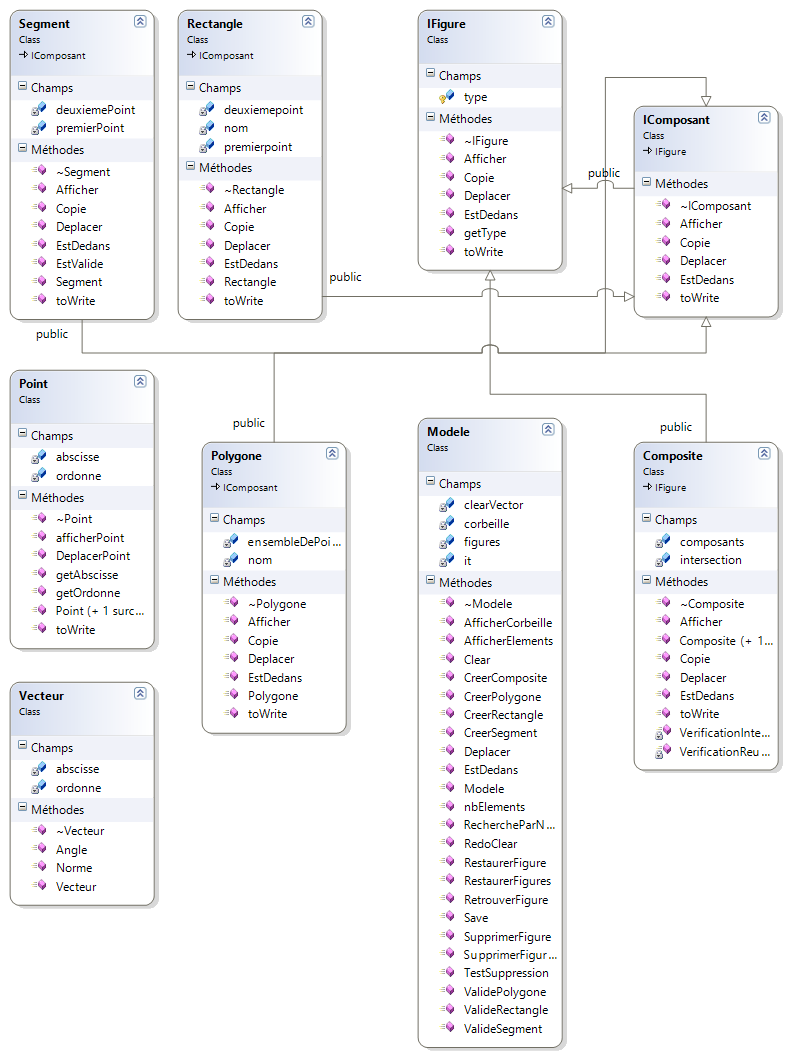 Segment
Class
IComposant
Champs
deuxiemePoint
premierPoint
Méthodes
~Segment
Afficher
Copie
Deplacer
EstDedans
EstValide
Segment
toWrite
Rectangle
Class
IComposant
Champs
deuxiemepoint
nom
premierpoint
Méthodes
~Rectangle
Afficher
Copie
Deplacer
EstDedans
Rectangle
toWrite
IFigure
Class
Champs
type
Méthodes
~IFigure
Afficher
Copie
Deplacer
EstDedans
getType
toWrite
IComposant
Class
IFigure
Méthodes
~IComposant
Afficher
Copie
Deplacer
EstDedans
toWrite
public
public
public
public
public
Point
Class
Champs
abscisse
ordonne
Méthodes
~Point
afficherPoint
DeplacerPoint
getAbscisse
getOrdonne
Point (+ 1 surc...
toWrite
Polygone
Class
IComposant
Champs
ensembleDePoi...
nom
Méthodes
~Polygone
Afficher
Copie
Deplacer
EstDedans
Polygone
toWrite
Modele
Class
Champs
clearVector
corbeille
figures
it
Méthodes
~Modele
AfficherCorbeille
AfficherElements
Clear
CreerComposite
CreerPolygone
CreerRectangle
CreerSegment
Deplacer
EstDedans
Modele
nbElements
RechercheParN...
RedoClear
RestaurerFigure
RestaurerFigures
RetrouverFigure
Save
SupprimerFigure
SupprimerFigur...
TestSuppression
ValidePolygone
ValideRectangle
ValideSegment
Composite
Class
IFigure
Champs
composants
intersection
Méthodes
~Composite
Afficher
Composite (+ 1...
Copie
Deplacer
EstDedans
toWrite
VerificationInte...
VerificationReu...
Vecteur
Class
Champs
abscisse
ordonne
Méthodes
~Vecteur
Angle
Norme
Vecteur